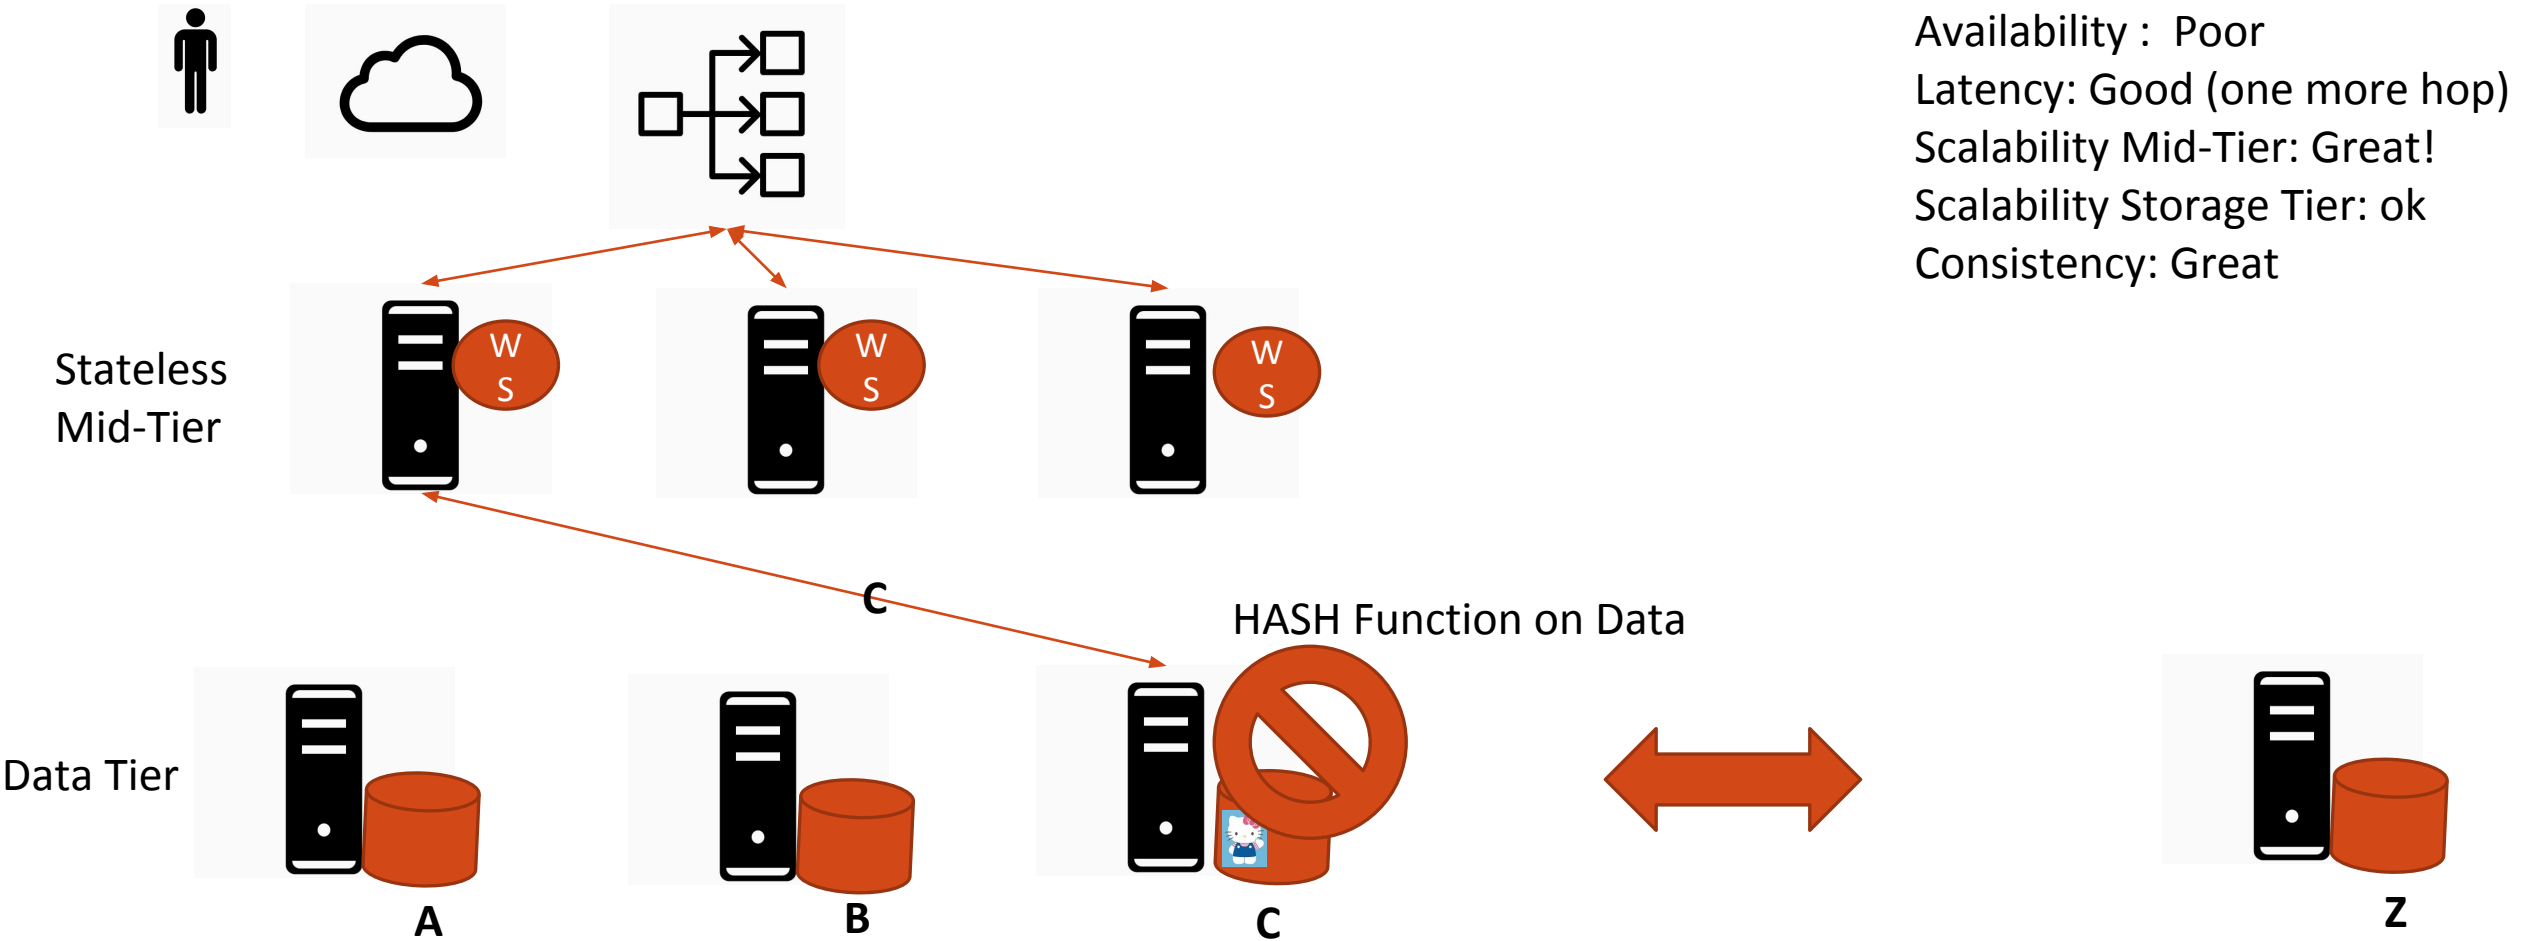 Availability :  Poor
Latency: Good (one more hop)
Scalability Mid-Tier: Great!
Scalability Storage Tier: ok
Consistency: Great
W
S
W
S
W
S
Stateless
Mid-Tier
C
HASH Function on Data
Data Tier
A
B
C
Z